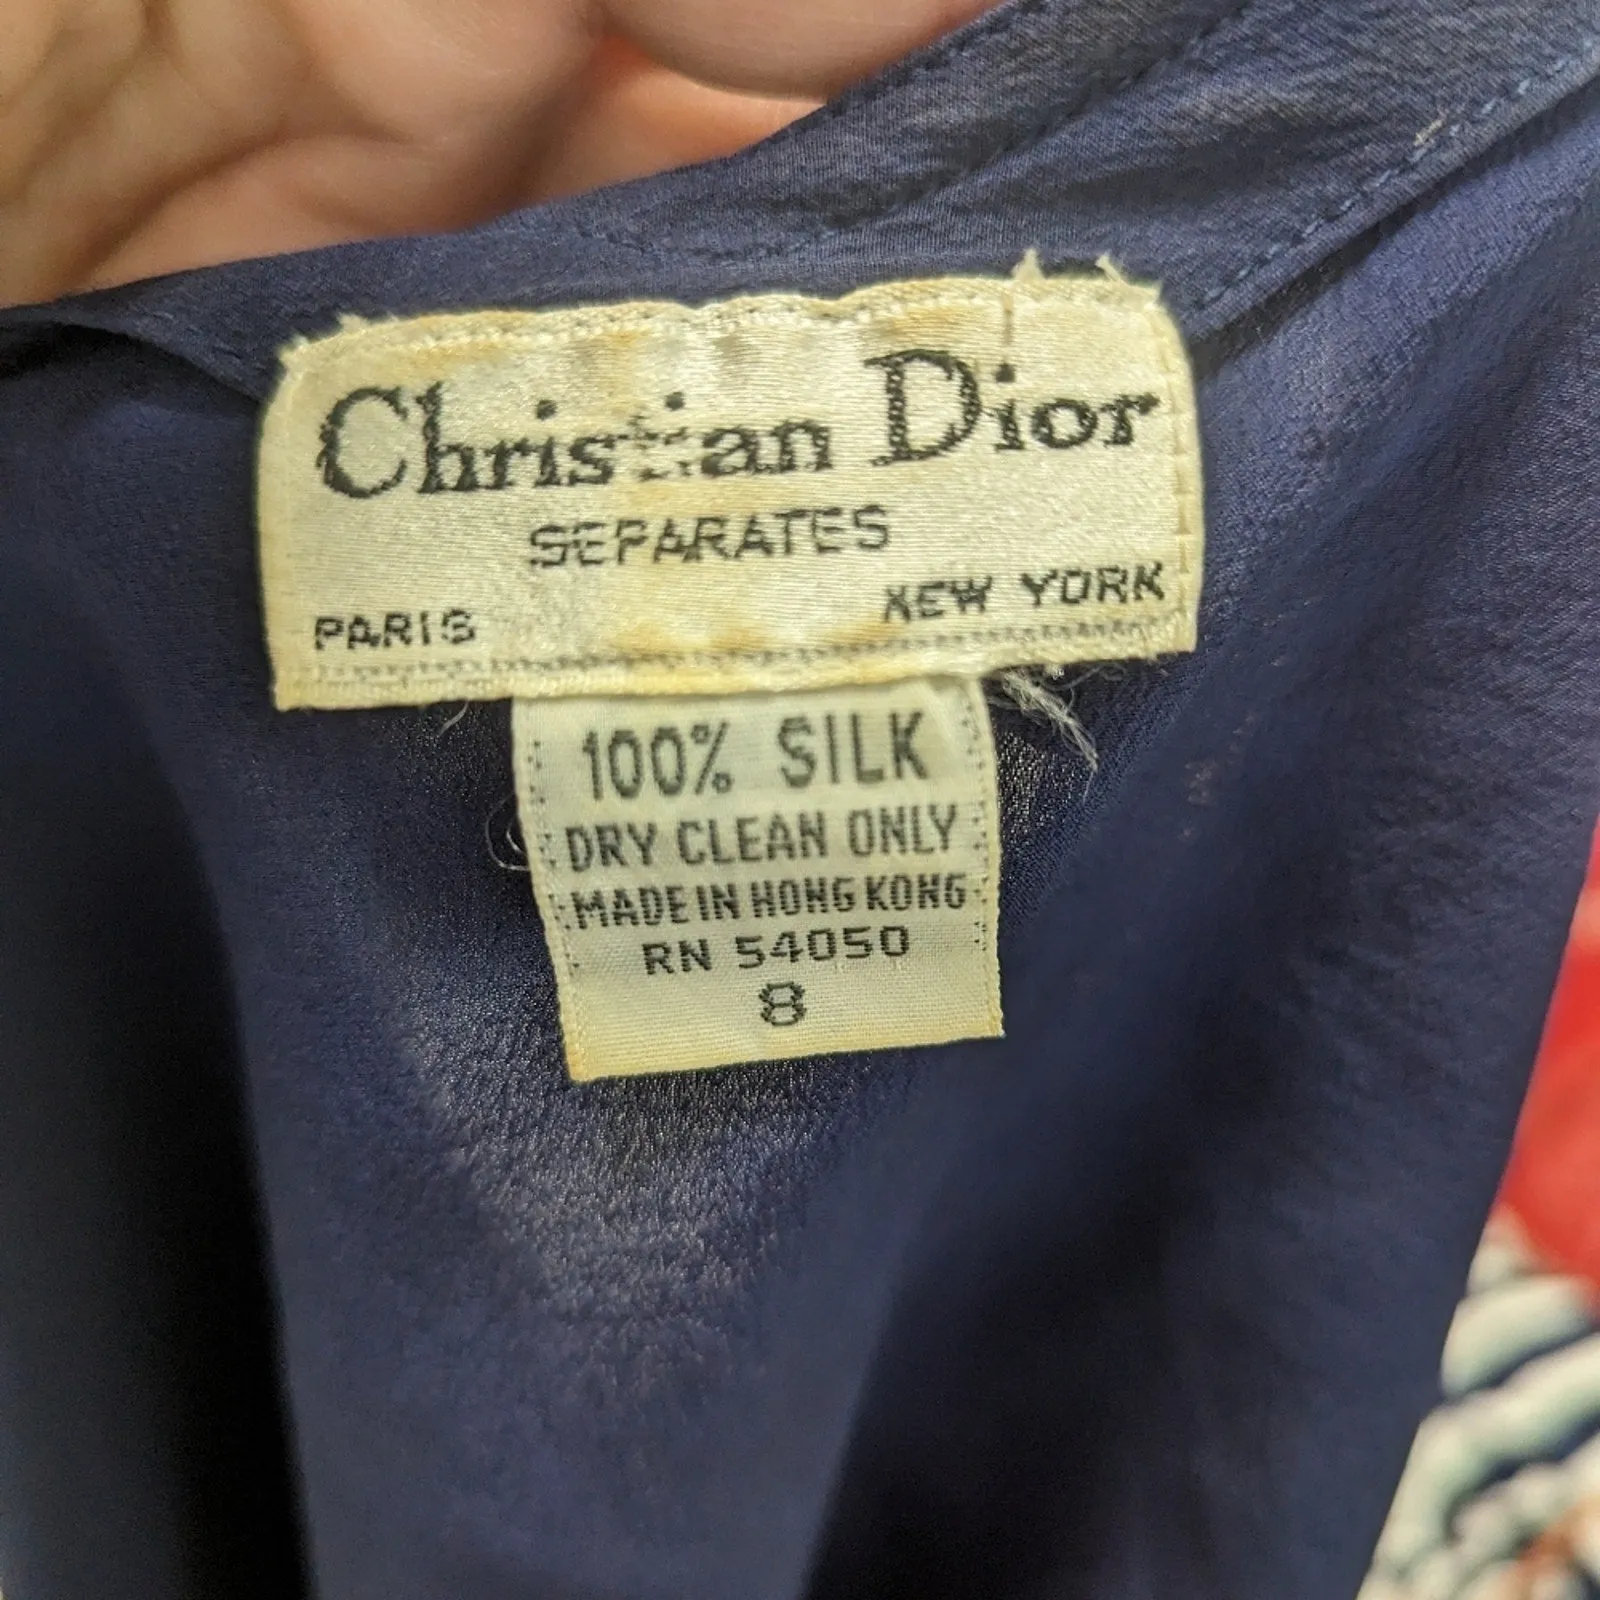 Christian Dior
SEPARATES
PARIS NEW YORK
100% SILK
DRY CLEAN ONLY
MADE IN HONG KONG
RN 54050
8